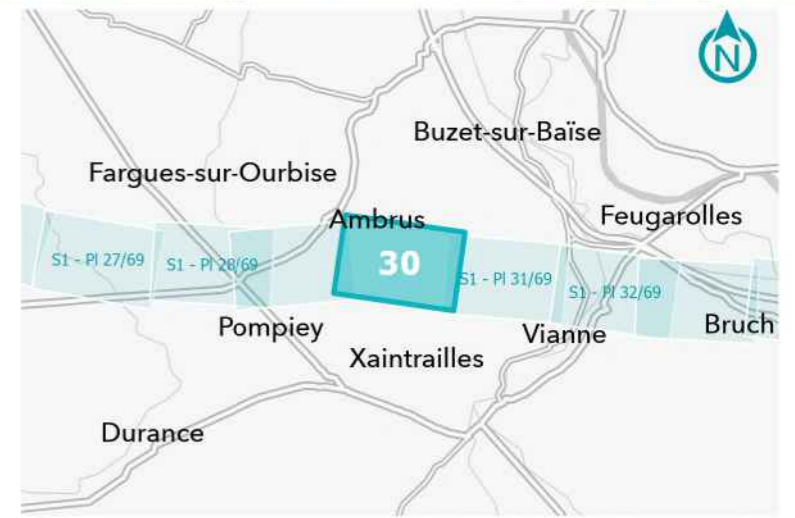 N
Buzet-sur-Baïse
Fargues-sur-Ourbise
Ambrus
Feugarolles
30
S1 - Pl 27/69
S1 - Pl 28/69
S1 - Pl 31/69
S1 - Pl 32/69
Pompiey
Vianne
Bruch
Xaintrailles
Durance